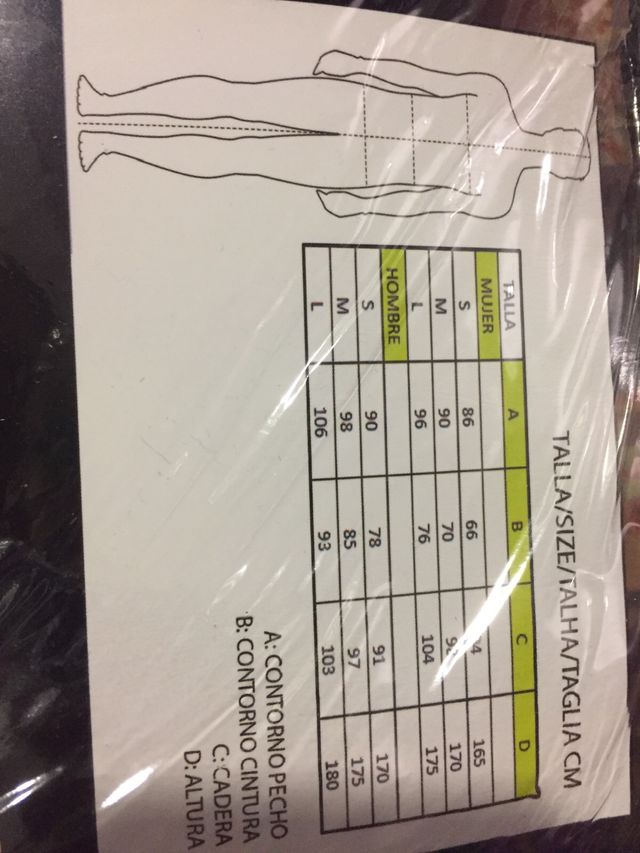 TALLA/SIZE/TALHA/TAGLIA CM
TALLA A B C D
MUJER
S 86 66 165
M 90 70 170
L 96 76 104 175
HOMBRE
S 90 78 91 170
M 98 85 97 175
L 106 93 103 180
A: CONTORNO PECHO
B: CONTORNO CINTURA
C: CADERA
D: ALTURA